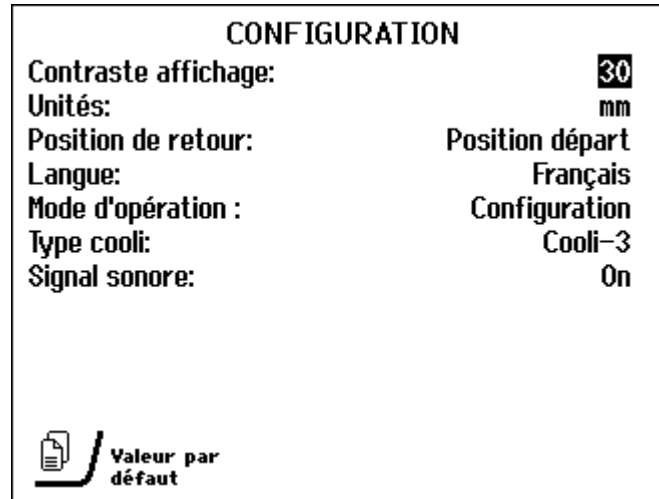 CONFIGURATION
Contraste affichage: 30
Unités: mm
Position de retour: Position départ
Langue: Français
Mode d'opération : Configuration
Type cooli: Cooli-3
Signal sonore: On
Valeur par
défaut